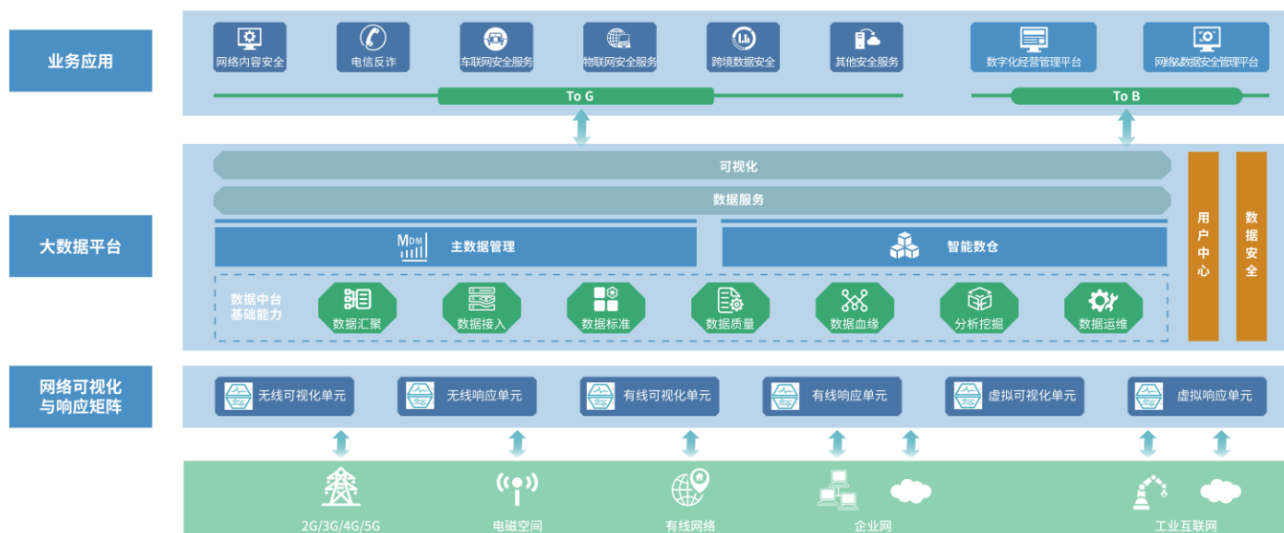 业务应用
网络内容安全
电信反诈
车联网安全服务
物联网安全服务
跨境数据安全
其他安全服务
数字化经营管理平台
网络&数据安全管理平台
To G
To B
大数据平台
可视化
数据服务
MDM
主数据管理
智能数仓
用户中心
数据安全
数据中台
基础能力
数据汇聚
数据接入
数据标准
数据质量
数据血缘
分析挖掘
数据运维
网络可视化
与响应矩阵
无线可视化单元
无线响应单元
有线可视化单元
有线响应单元
虚拟可视化单元
虚拟响应单元
2G/3G/4G/5G
电磁空间
有线网络
企业网
工业互联网